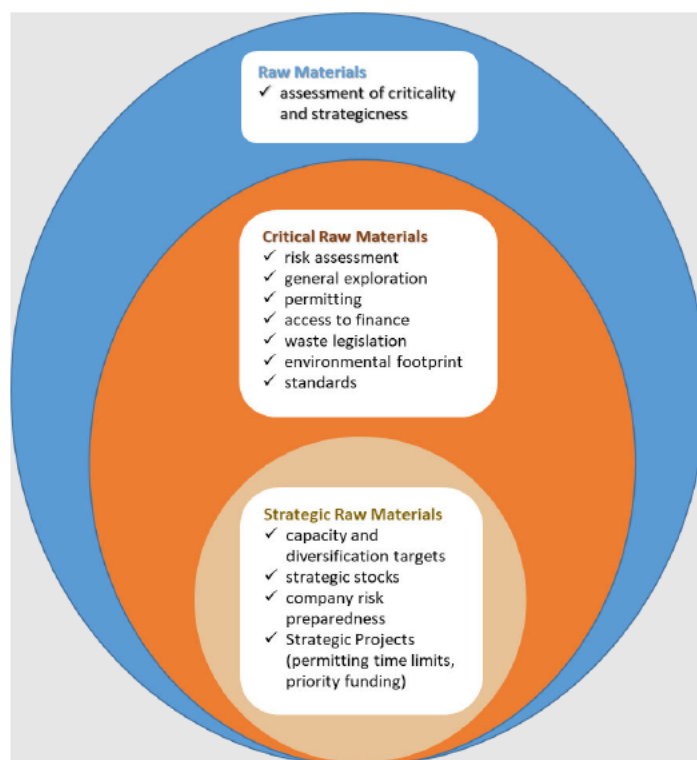 Raw Materials
✓ assessment of criticality
and strategicness
Critical Raw Materials
✓ risk assessment
✓ general exploration
✓ permitting
✓ access to finance
✓ waste legislation
✓ environmental footprint
✓ standards
Strategic Raw Materials
✓ capacity and
diversification targets
✓ strategic stocks
✓ company risk
preparedness
✓ Strategic Projects
(permitting time limits,
priority funding)